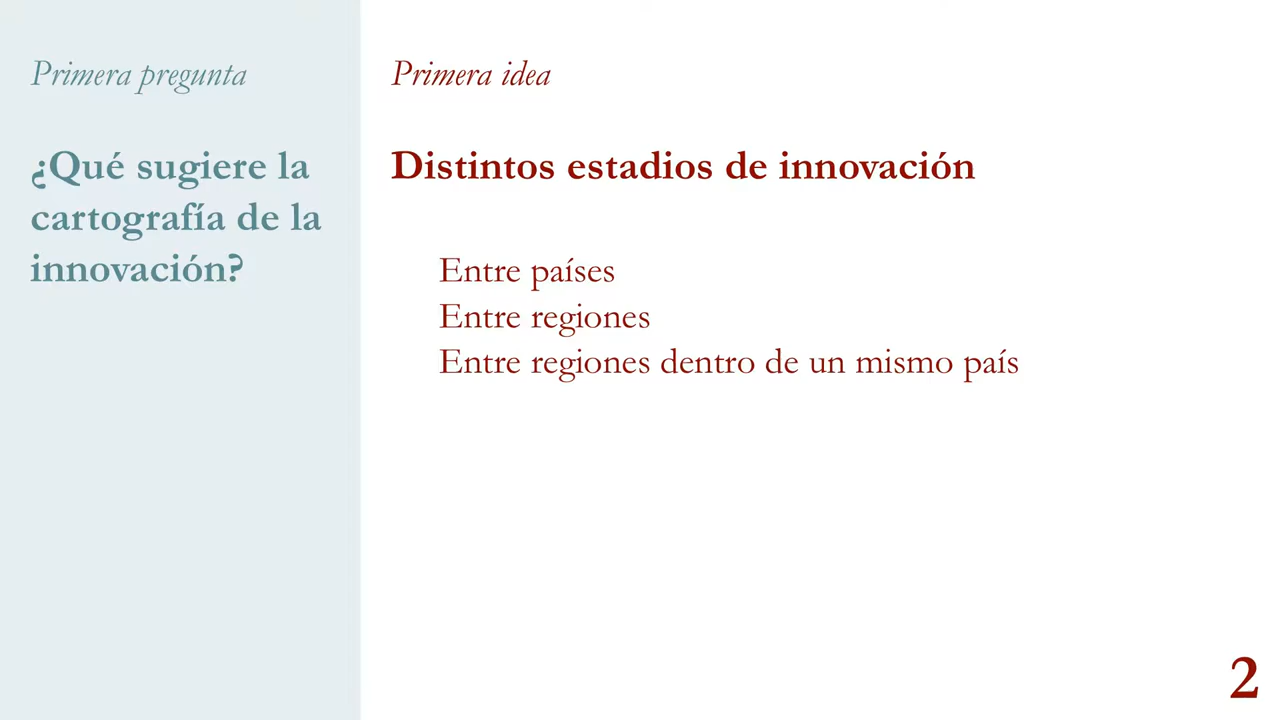 Primera pregunta
¿Qué sugiere la
cartografía de la
innovación?
Primera idea
Distintos estadios de innovación
Entre países
Entre regiones
Entre regiones dentro de un mismo país
2